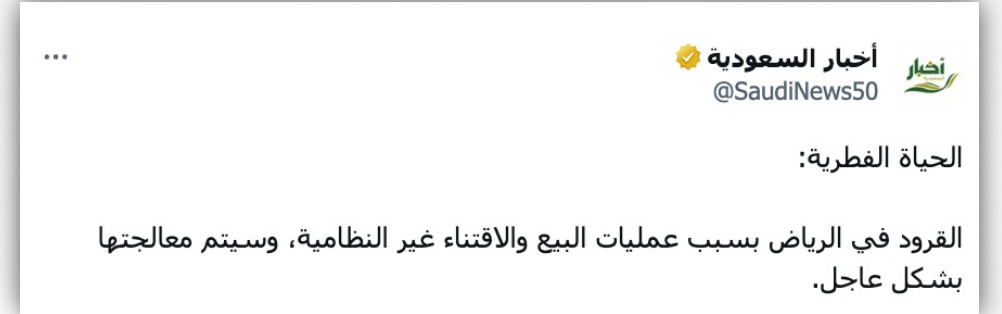 أخبار السعودية
@SaudiNews50
أخبار
الحياة الفطرية:
القرود في الرياض بسبب عمليات البيع والاقتناء غير النظامية، وسيتم معالجتها
بشكل عاجل.